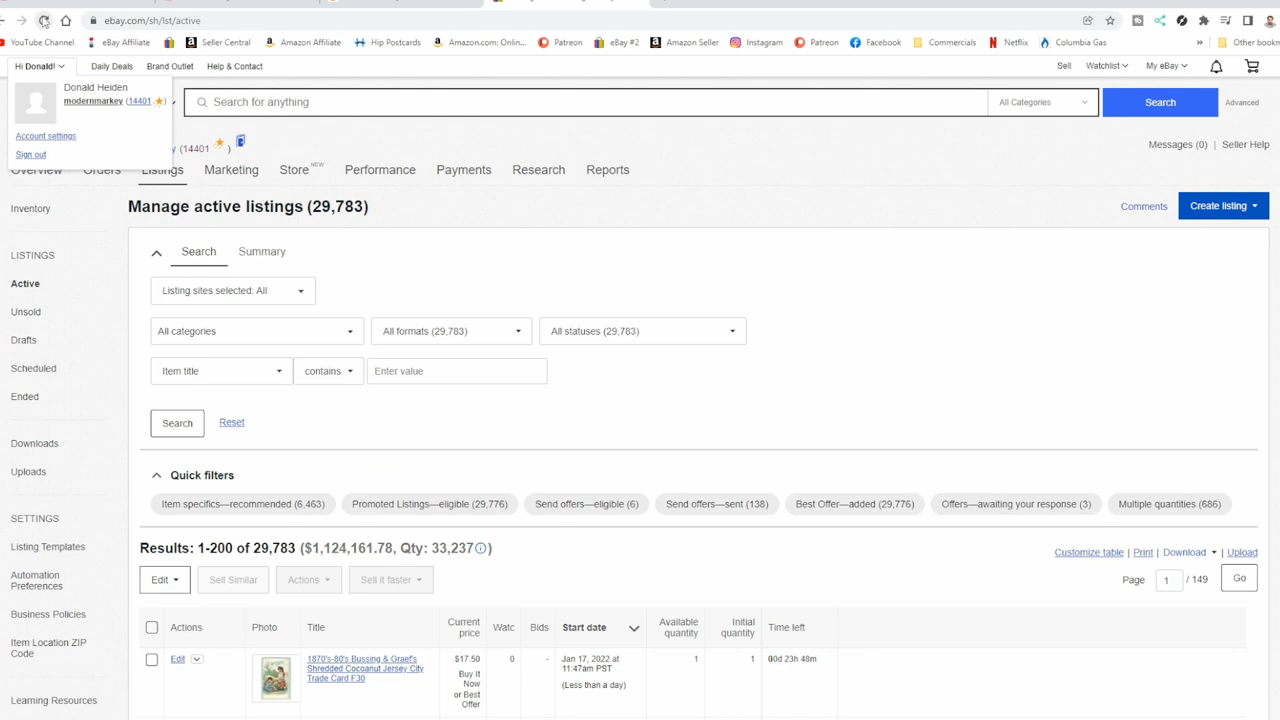 ebay.com/sh/lst/active
YouTube Channel eBay Affiliate Seller Central Amazon Affiliate Hip Postcards Amazon.com: Onlin... Patreon eBay #2 Amazon Seller Instagram Patreon Facebook Commercials Netflix Columbia Gas » Other book
Hi Donald! Daily Deals Brand Outlet Help & Contact Sell Watchlist My eBay
Donald Heiden
modernmarkey (14401 )
Account settings
Sign out
Search for anything All Categories Search Advanced
y (14401 )
Messages (0) | Seller Help
Overview Orders Listings Marketing Store NEW Performance Payments Research Reports
Inventory
LISTINGS
Active
Unsold
Drafts
Scheduled
Ended
Downloads
Uploads
SETTINGS
Listing Templates
Automation
Preferences
Business Policies
Item Location ZIP
Code
Learning Resources
Manage active listings (29,783) Comments Create listing
Search Summary
Listing sites selected: All
All categories All formats (29,783) All statuses (29,783)
Item title contains Enter value
Search Reset
Quick filters
Item specifics—recommended (6,463) Promoted Listings—eligible (29,776) Send offers—eligible (6) Send offers—sent (138) Best Offer—added (29,776) Offers—awaiting your response (3) Multiple quantities (686)
Results: 1-200 of 29,783 ($1,124,161.78, Qty: 33,237 )
Customize table | Print | Download | Upload
Edit Sell Similar Actions Sell it faster Page 1 / 149 Go
Actions Photo Title Current price Watc Bids Start date Available quantity Initial quantity Time left
Edit 1870's-80's Bussing & Graef's Shredded Cocoanut Jersey City Trade Card F30 $17.50 Buy It Now or Best Offer 0 - Jan 17, 2022 at 11:47am PST (Less than a day) 1 1 d 23h 48m